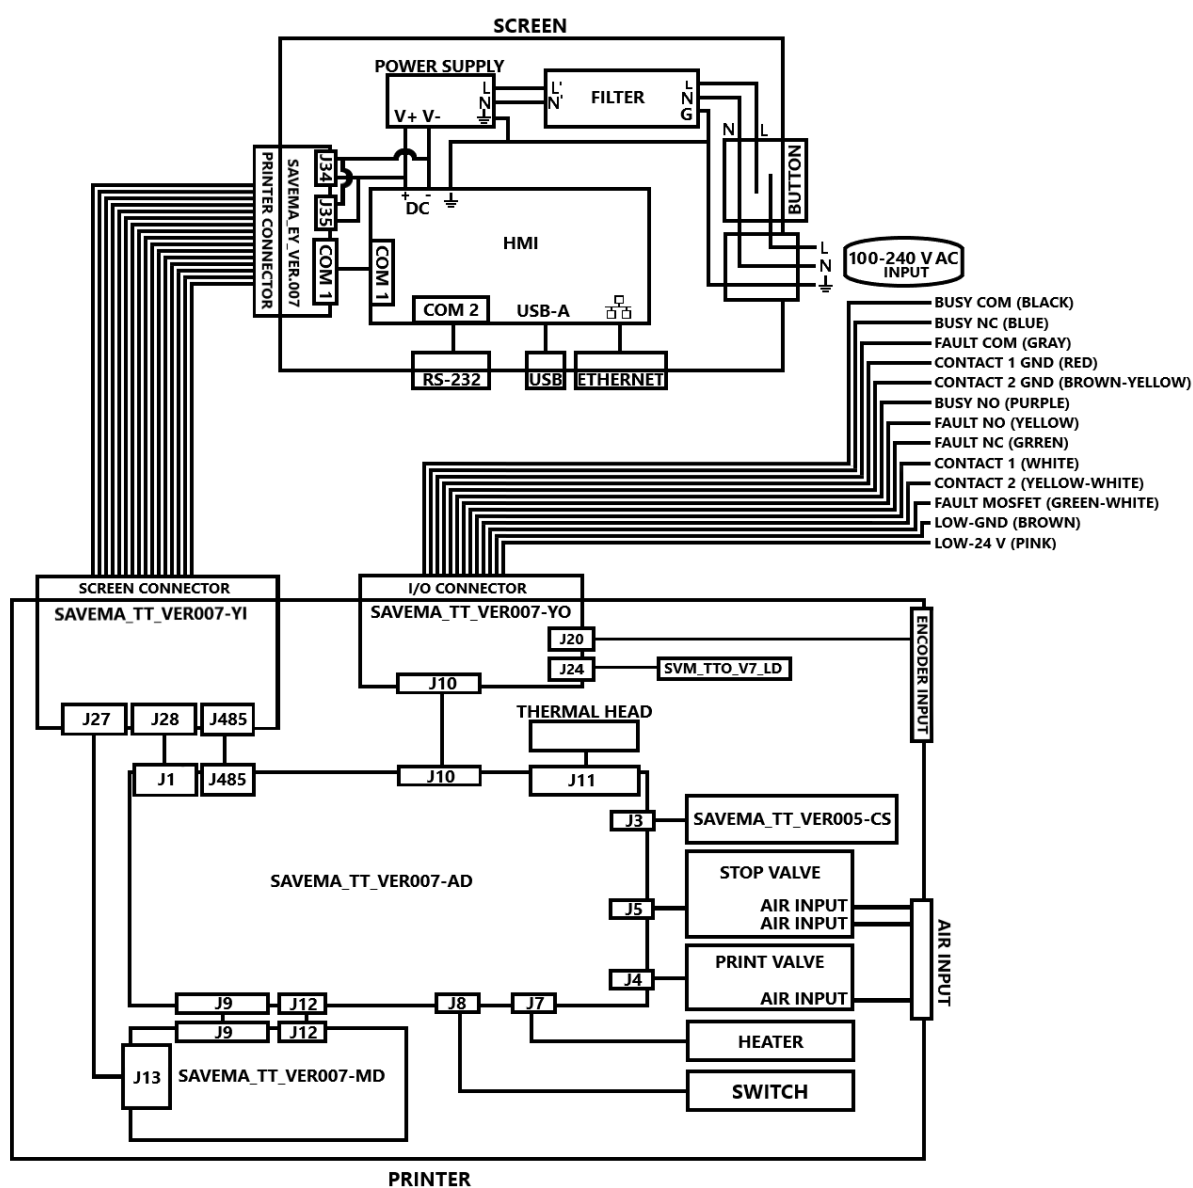 SCREEN
POWER SUPPLY
L
N
V+ V-
L'
N'
FILTER
L
N
G
N
L
BUTTON
L
N
100-240 V AC
INPUT
PRINTER CONNECTOR
SAVEMA_EY_VER.007
J34
J35
COM 1
COM 1
+ -
DC
HMI
COM 2
USB-A
RS-232
USB
ETHERNET
BUSY COM (BLACK)
BUSY NC (BLUE)
FAULT COM (GRAY)
CONTACT 1 GND (RED)
CONTACT 2 GND (BROWN-YELLOW)
BUSY NO (PURPLE)
FAULT NO (YELLOW)
FAULT NC (GRREN)
CONTACT 1 (WHITE)
CONTACT 2 (YELLOW-WHITE)
FAULT MOSFET (GREEN-WHITE)
LOW-GND (BROWN)
LOW-24 V (PINK)
SCREEN CONNECTOR
SAVEMA_TT_VER007-YI
J27
J28
J485
I/O CONNECTOR
SAVEMA_TT_VER007-YO
J20
J24
J10
SVM_TTO_V7_LD
ENCODER INPUT
THERMAL HEAD
J1
J485
J10
J11
J3
SAVEMA_TT_VER005-CS
SAVEMA_TT_VER007-AD
STOP VALVE
AIR INPUT
AIR INPUT
J5
PRINT VALVE
AIR INPUT
J4
AIR INPUT
J9
J12
J8
J7
J9
J12
HEATER
J13
SAVEMA_TT_VER007-MD
SWITCH
PRINTER